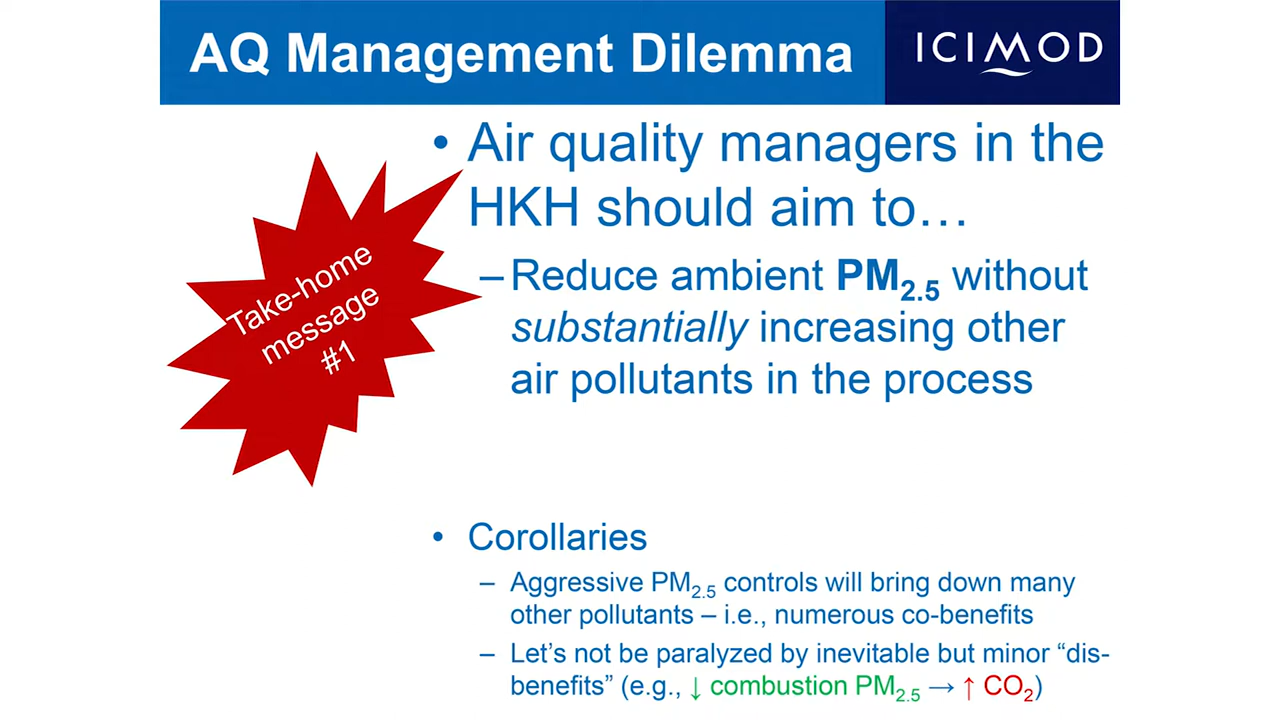 AQ Management Dilemma
ICIMOD
• Air quality managers in the
HKH should aim to…
– Reduce ambient PM2.5 without
substantially increasing other
air pollutants in the process
Take-home
message
#1
• Corollaries
– Aggressive PM2.5 controls will bring down many
other pollutants – i.e., numerous co-benefits
– Let’s not be paralyzed by inevitable but minor “dis-
benefits” (e.g., ↓ combustion PM2.5 → ↑ CO2)